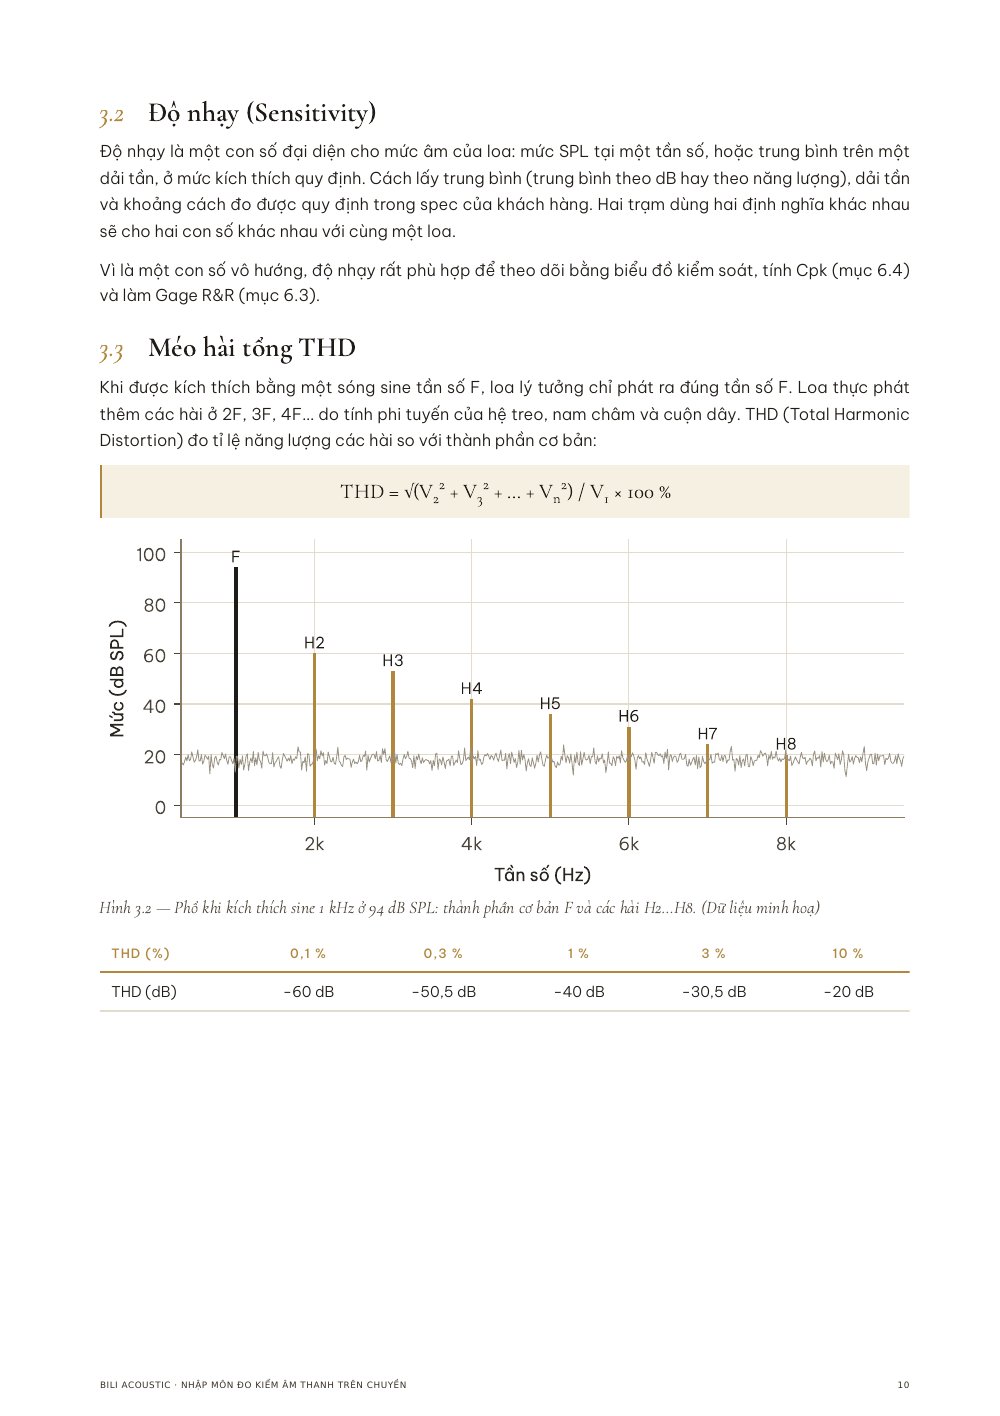 3.2 Độ nhạy (Sensitivity)
Độ nhạy là một con số đại diện cho mức âm của loa: mức SPL tại một tần số, hoặc trung bình trên một
dải tần, ở mức kích thích quy định. Cách lấy trung bình (trung bình theo dB hay theo năng lượng), dải tần
và khoảng cách đo được quy định trong spec của khách hàng. Hai trạm dùng hai định nghĩa khác nhau
sẽ cho hai con số khác nhau với cùng một loa.
Vì là một con số vô hướng, độ nhạy rất phù hợp để theo dõi bằng biểu đồ kiểm soát, tính Cpk (mục 6.4)
và làm Gage R&R (mục 6.3).
3.3 Méo hài tổng THD
Khi được kích thích bằng một sóng sine tần số F, loa lý tưởng chỉ phát ra đúng tần số F. Loa thực phát
thêm các hài ở 2F, 3F, 4F... do tính phi tuyến của hệ treo, nam châm và cuộn dây. THD (Total Harmonic
Distortion) đo tỉ lệ năng lượng các hài so với thành phần cơ bản:
THD = √(V₂² + V₃² + ... + Vₙ²) / V₁ × 100 %
100
80
60
40
20
0
Mức (dB SPL)
F
H2
H3
H4
H5
H6
H7
H8
2k 4k 6k 8k
Tần số (Hz)
Hình 3.2 — Phổ khi kích thích sine 1 kHz ở 94 dB SPL: thành phần cơ bản F và các hài H2...H8. (Dữ liệu minh hoạ)
THD (%) 0,1 % 0,3 % 1 % 3 % 10 %
THD (dB) −60 dB −50,5 dB −40 dB −30,5 dB −20 dB
BILI ACOUSTIC · NHẬP MÔN ĐO KIỂM ÂM THANH TRÊN CHUYỀN 10